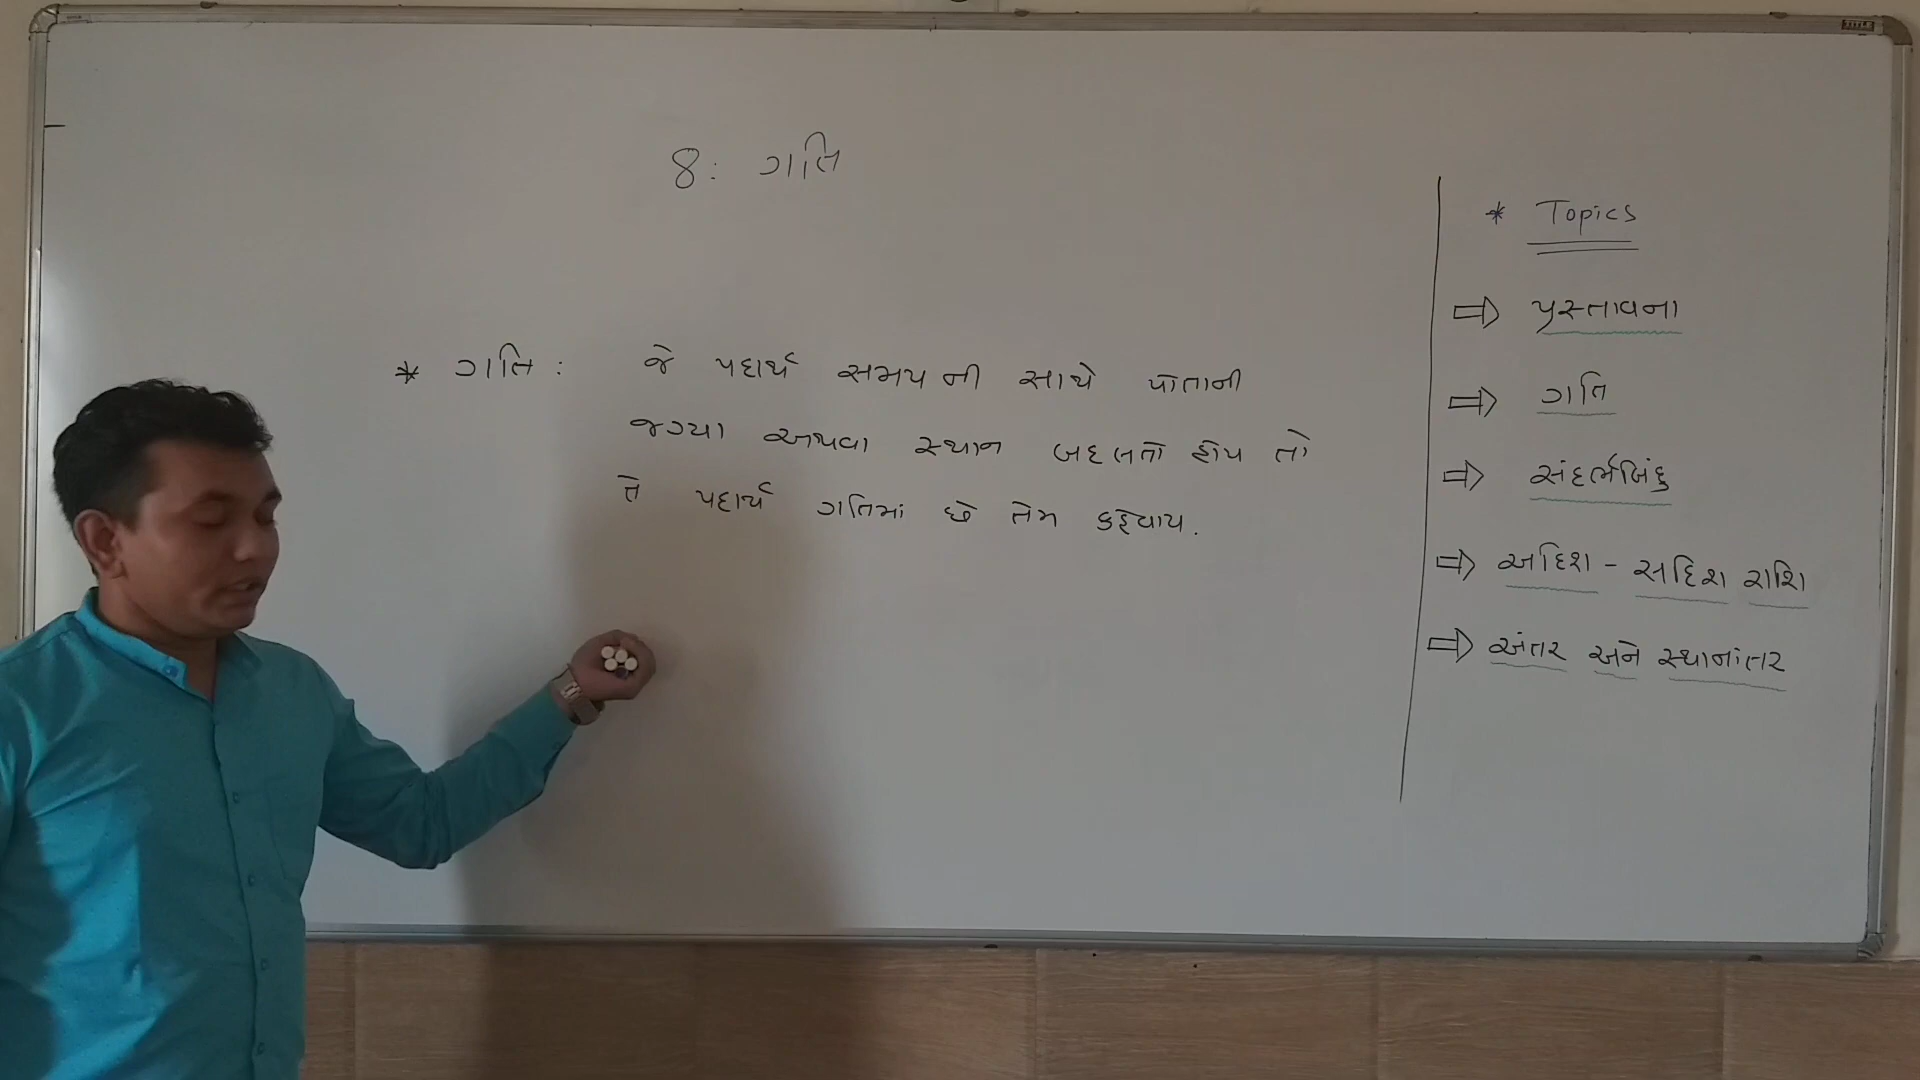 8: ગતિ
* ગતિ : જે પદાર્થ સમયની સાથે પોતાની
જગ્યા અથવા સ્થાન બદલતો હોય તો
તે પદાર્થ ગતિમાં છે તેમ કહેવાય.
* Topics
⇨ પ્રસ્તાવના
⇨ ગતિ
⇨ સંદર્ભબિંદુ
⇨ અદિશ - સદિશ રાશિ
⇨ અંતર અને સ્થાનાંતર